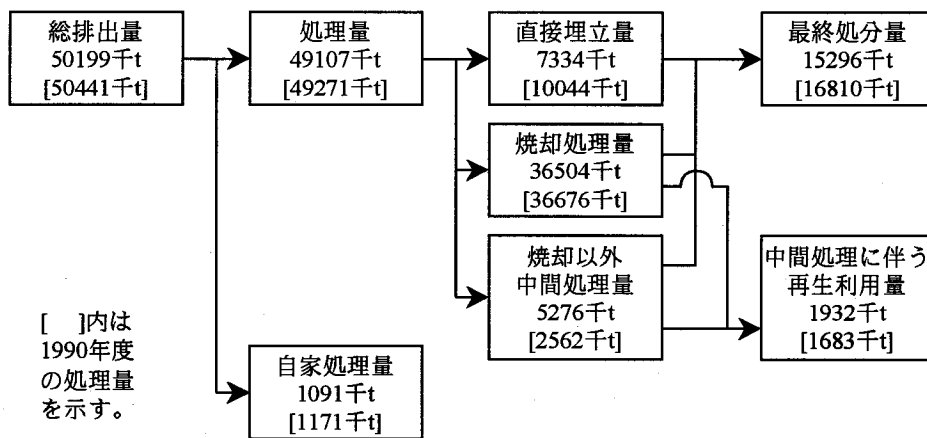 総排出量
50199千t
[50441千t]
処理量
49107千t
[49271千t]
直接埋立量
7334千t
[10044千t]
最終処分量
15296千t
[16810千t]
焼却処理量
36504千t
[36676千t]
焼却以外
中間処理量
5276千t
[2562千t]
中間処理に伴う
再生利用量
1932千t
[1683千t]
自家処理量
1091千t
[1171千t]
[ ]内は
1990年度
の処理量
を示す。